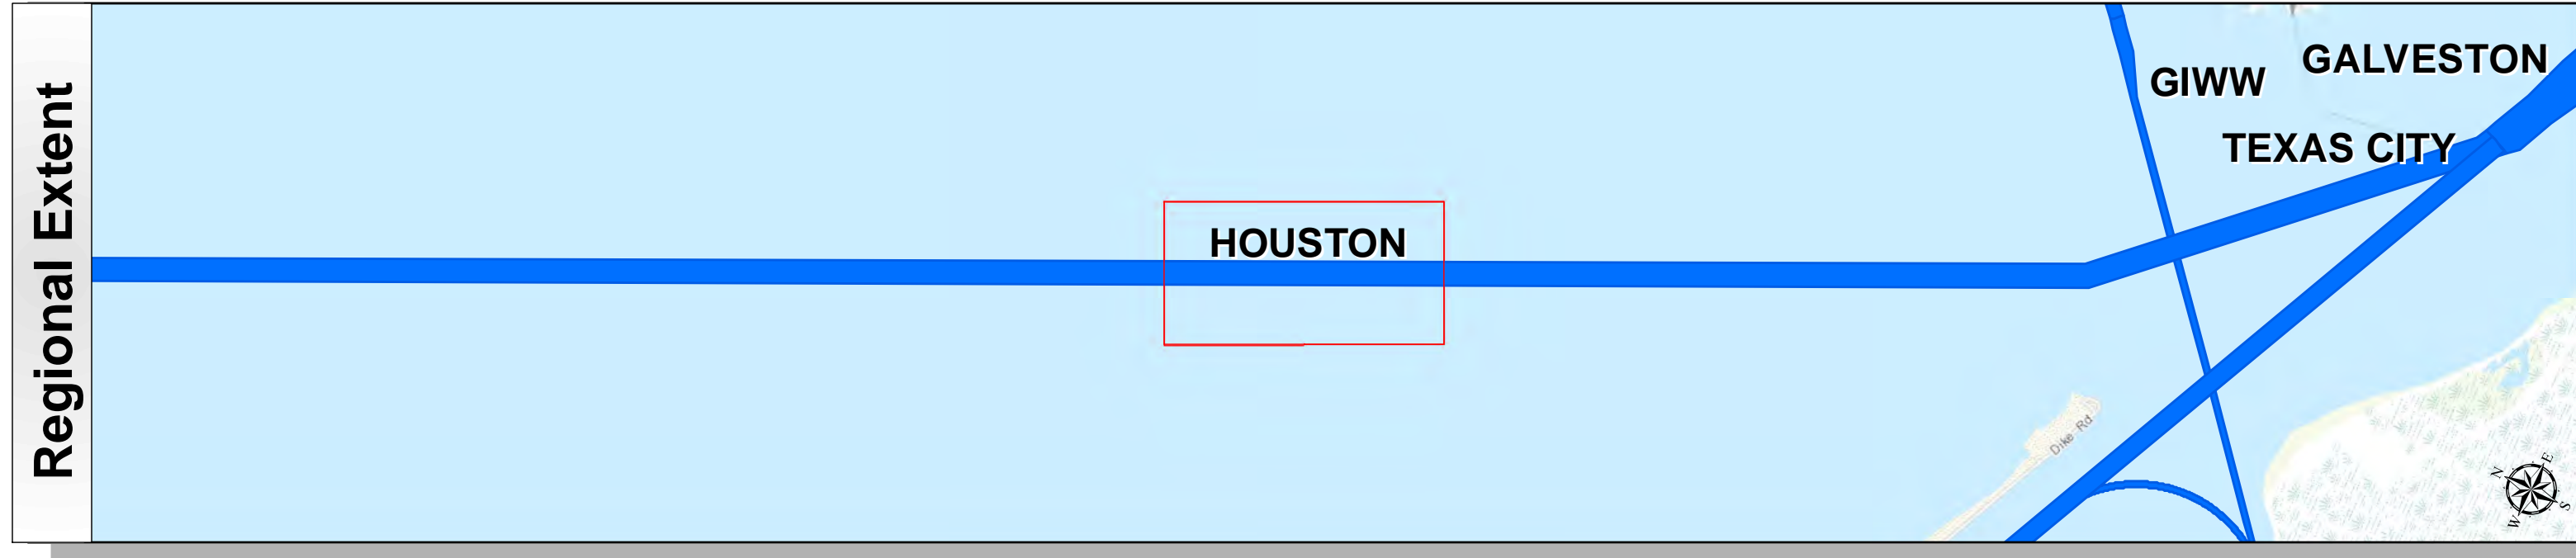 Regional Extent
GALVESTON
GIWW
TEXAS CITY
HOUSTON
Dike Rd
N
E
W
S